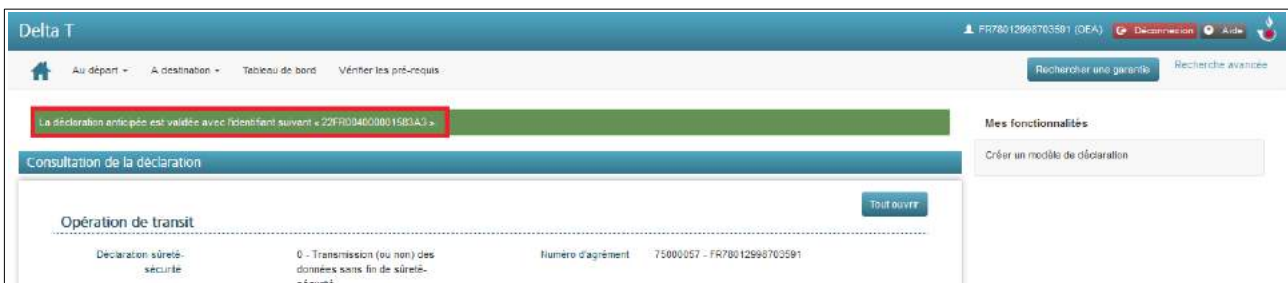 Delta T
FR78012998703591 (OEA) Déconnexion Aide
Au départ A destination Tableau de bord Vérifier les pré-requis Rechercher une garantie Recherche avancée
La déclaration anticipée est validée avec l'identifiant suivant « 22FR004000001583A3 »
Mes fonctionnalités
Consultation de la déclaration
Créer un modèle de déclaration
Tout ouvrir
Opération de transit
Déclaration sûreté-sécurité 0 - Transmission (ou non) des Numéro d'agrément 75000057 - FR78012998703591
données sans fin de sûreté-
sécurité